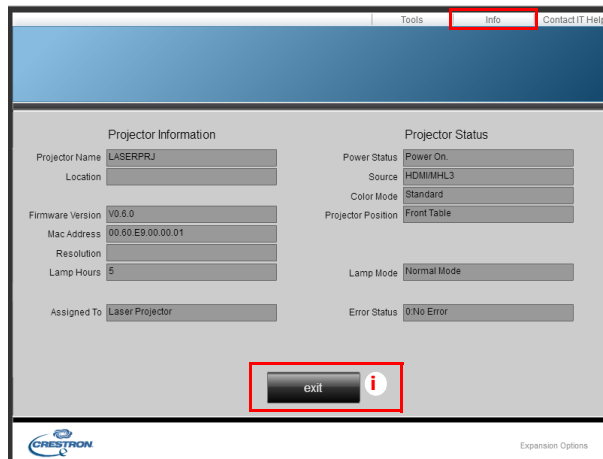 Tools Info Contact IT Help
Projector Information
Projector Name LASERPRJ
Location
Firmware Version V0.6.0
Mac Address 00.60.E9.00.00.01
Resolution
Lamp Hours 5
Assigned To Laser Projector
Projector Status
Power Status Power On.
Source HDMI/MHL3
Color Mode Standard
Projector Position Front Table
Lamp Mode Normal Mode
Error Status 0:No Error
exit i
CRESTRON
Expansion Options